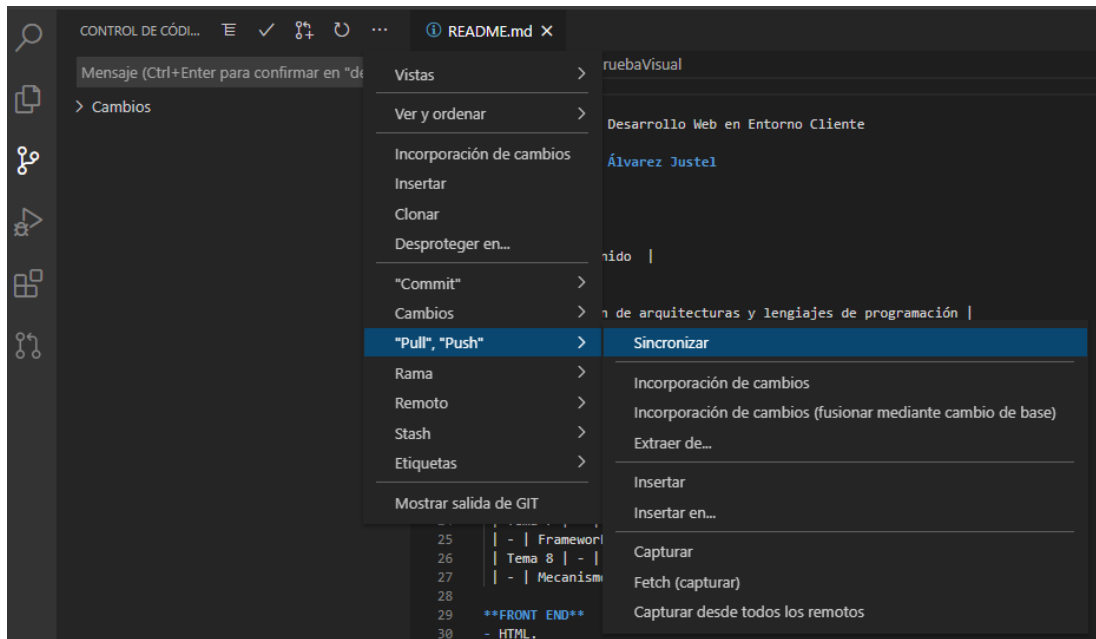 CONTROL DE CÓDI...
README.md
Mensaje (Ctrl+Enter para confirmar en "de
Cambios
Vistas
Ver y ordenar
Incorporación de cambios
Insertar
Clonar
Desproteger en...
"Commit"
Cambios
"Pull", "Push"
Rama
Remoto
Stash
Etiquetas
Mostrar salida de GIT
Sincronizar
Incorporación de cambios
Incorporación de cambios (fusionar mediante cambio de base)
Extraer de...
Insertar
Insertar en...
Capturar
Fetch (capturar)
Capturar desde todos los remotos
ruebaVisual
Desarrollo Web en Entorno Cliente
Álvarez Justel
nido |
n de arquitecturas y lengiajes de programación |
25 | - | Framewor
26 | Tema 8 | - |
27 | - | Mecanism
28
29 **FRONT END**
30 - HTML.